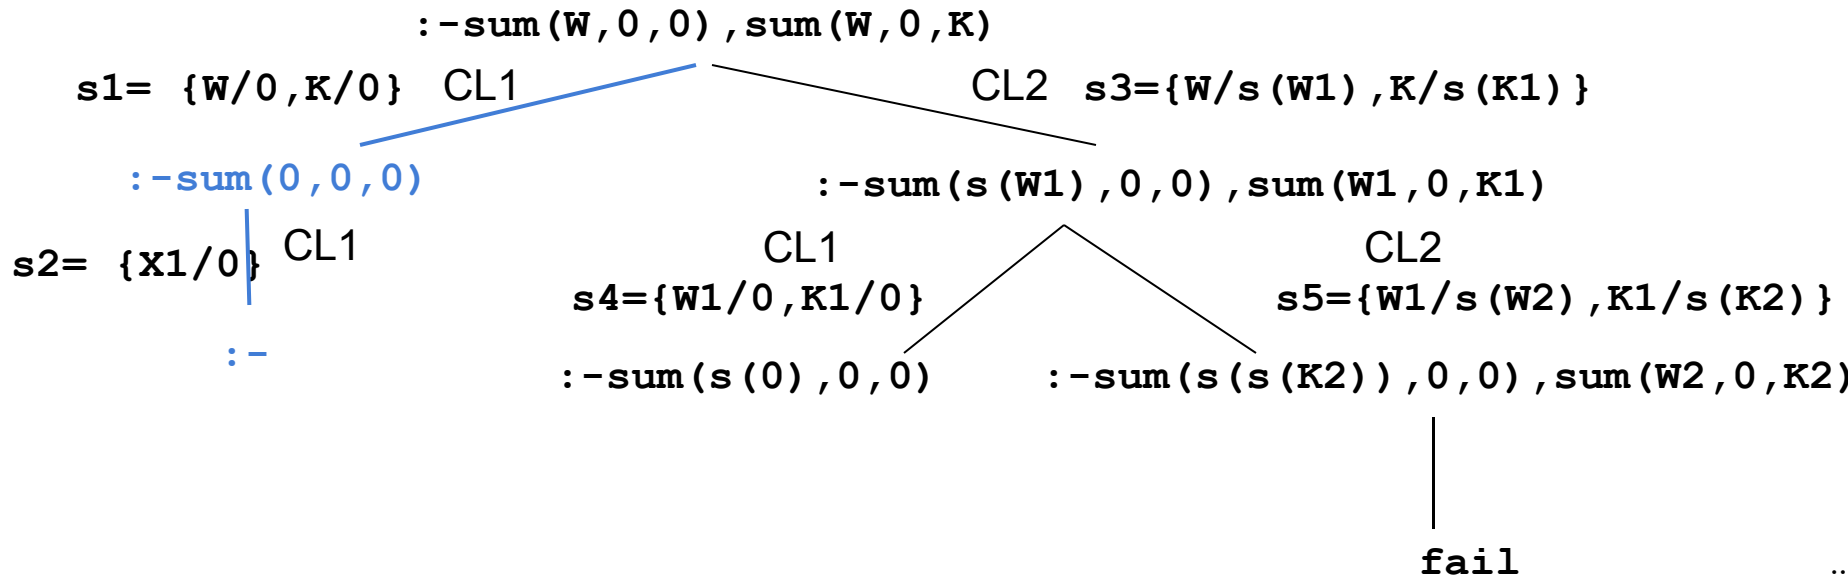 :-sum(W,0,0),sum(W,0,K)
s1= {W/0,K/0} CL1 CL2 s3={W/s(W1),K/s(K1)}
:-sum(0,0,0) :-sum(s(W1),0,0),sum(W1,0,K1)
s2= {X1/0} CL1 CL1 CL2
s4={W1/0,K1/0} s5={W1/s(W2),K1/s(K2)}
:-
:-sum(s(0),0,0) :-sum(s(s(K2)),0,0),sum(W2,0,K2)
fail ..